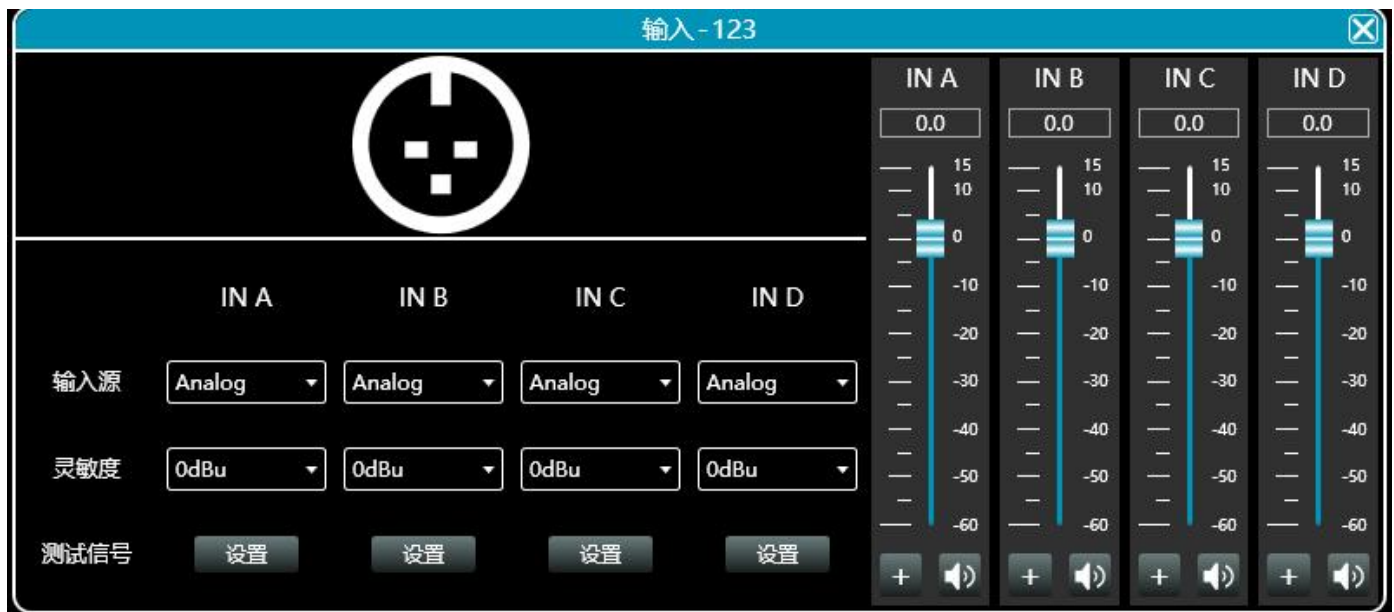 输入-123
IN A IN B IN C IN D
0.0 0.0 0.0 0.0
15 15 15 15
10 10 10 10
0 0 0 0
-10 -10 -10 -10
-20 -20 -20 -20
-30 -30 -30 -30
-40 -40 -40 -40
-50 -50 -50 -50
-60 -60 -60 -60
+ + + +
IN A IN B IN C IN D
输入源 Analog Analog Analog Analog
灵敏度 0dBu 0dBu 0dBu 0dBu
测试信号 设置 设置 设置 设置